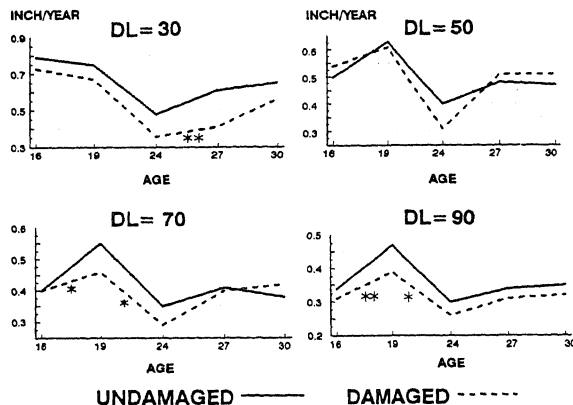 INCH/YEAR
DL= 30
0.9
0.7
0.5
0.3
16 19 24 27 30
**
AGE
INCH/YEAR
DL= 50
0.6
0.5
0.4
0.3
16 19 24 27 30
AGE
DL= 70
0.6
0.5
0.4
0.3
16 19 24 27 30
* *
AGE
DL= 90
0.5
0.4
0.3
0.2
16 19 24 27 30
** *
AGE
UNDAMAGED DAMAGED